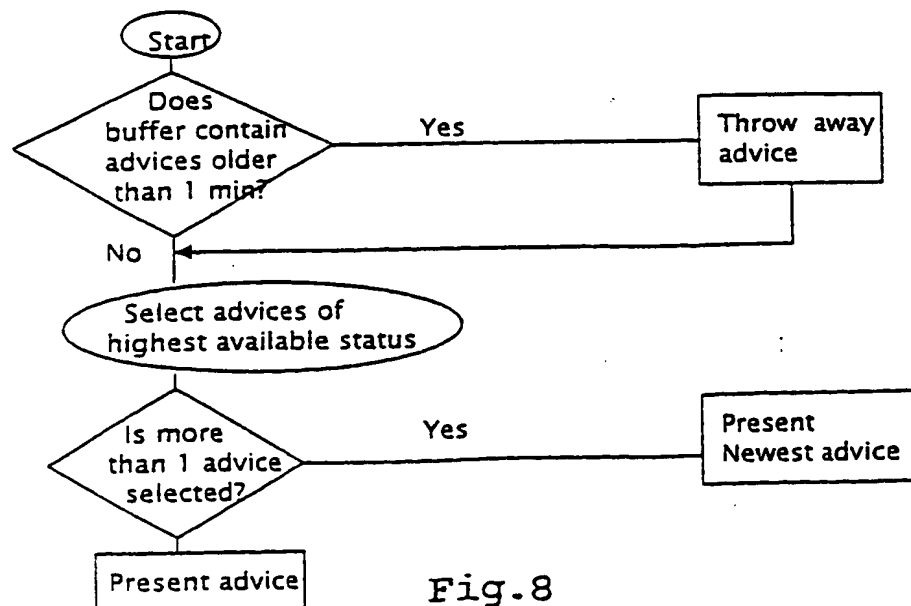 Start
Does
buffer contain
advices older
than 1 min?
Yes
Throw away
advice
No
Select advices of
highest available status
Is more
than 1 advice
selected?
Yes
Present
Newest advice
Present advice
Fig.8